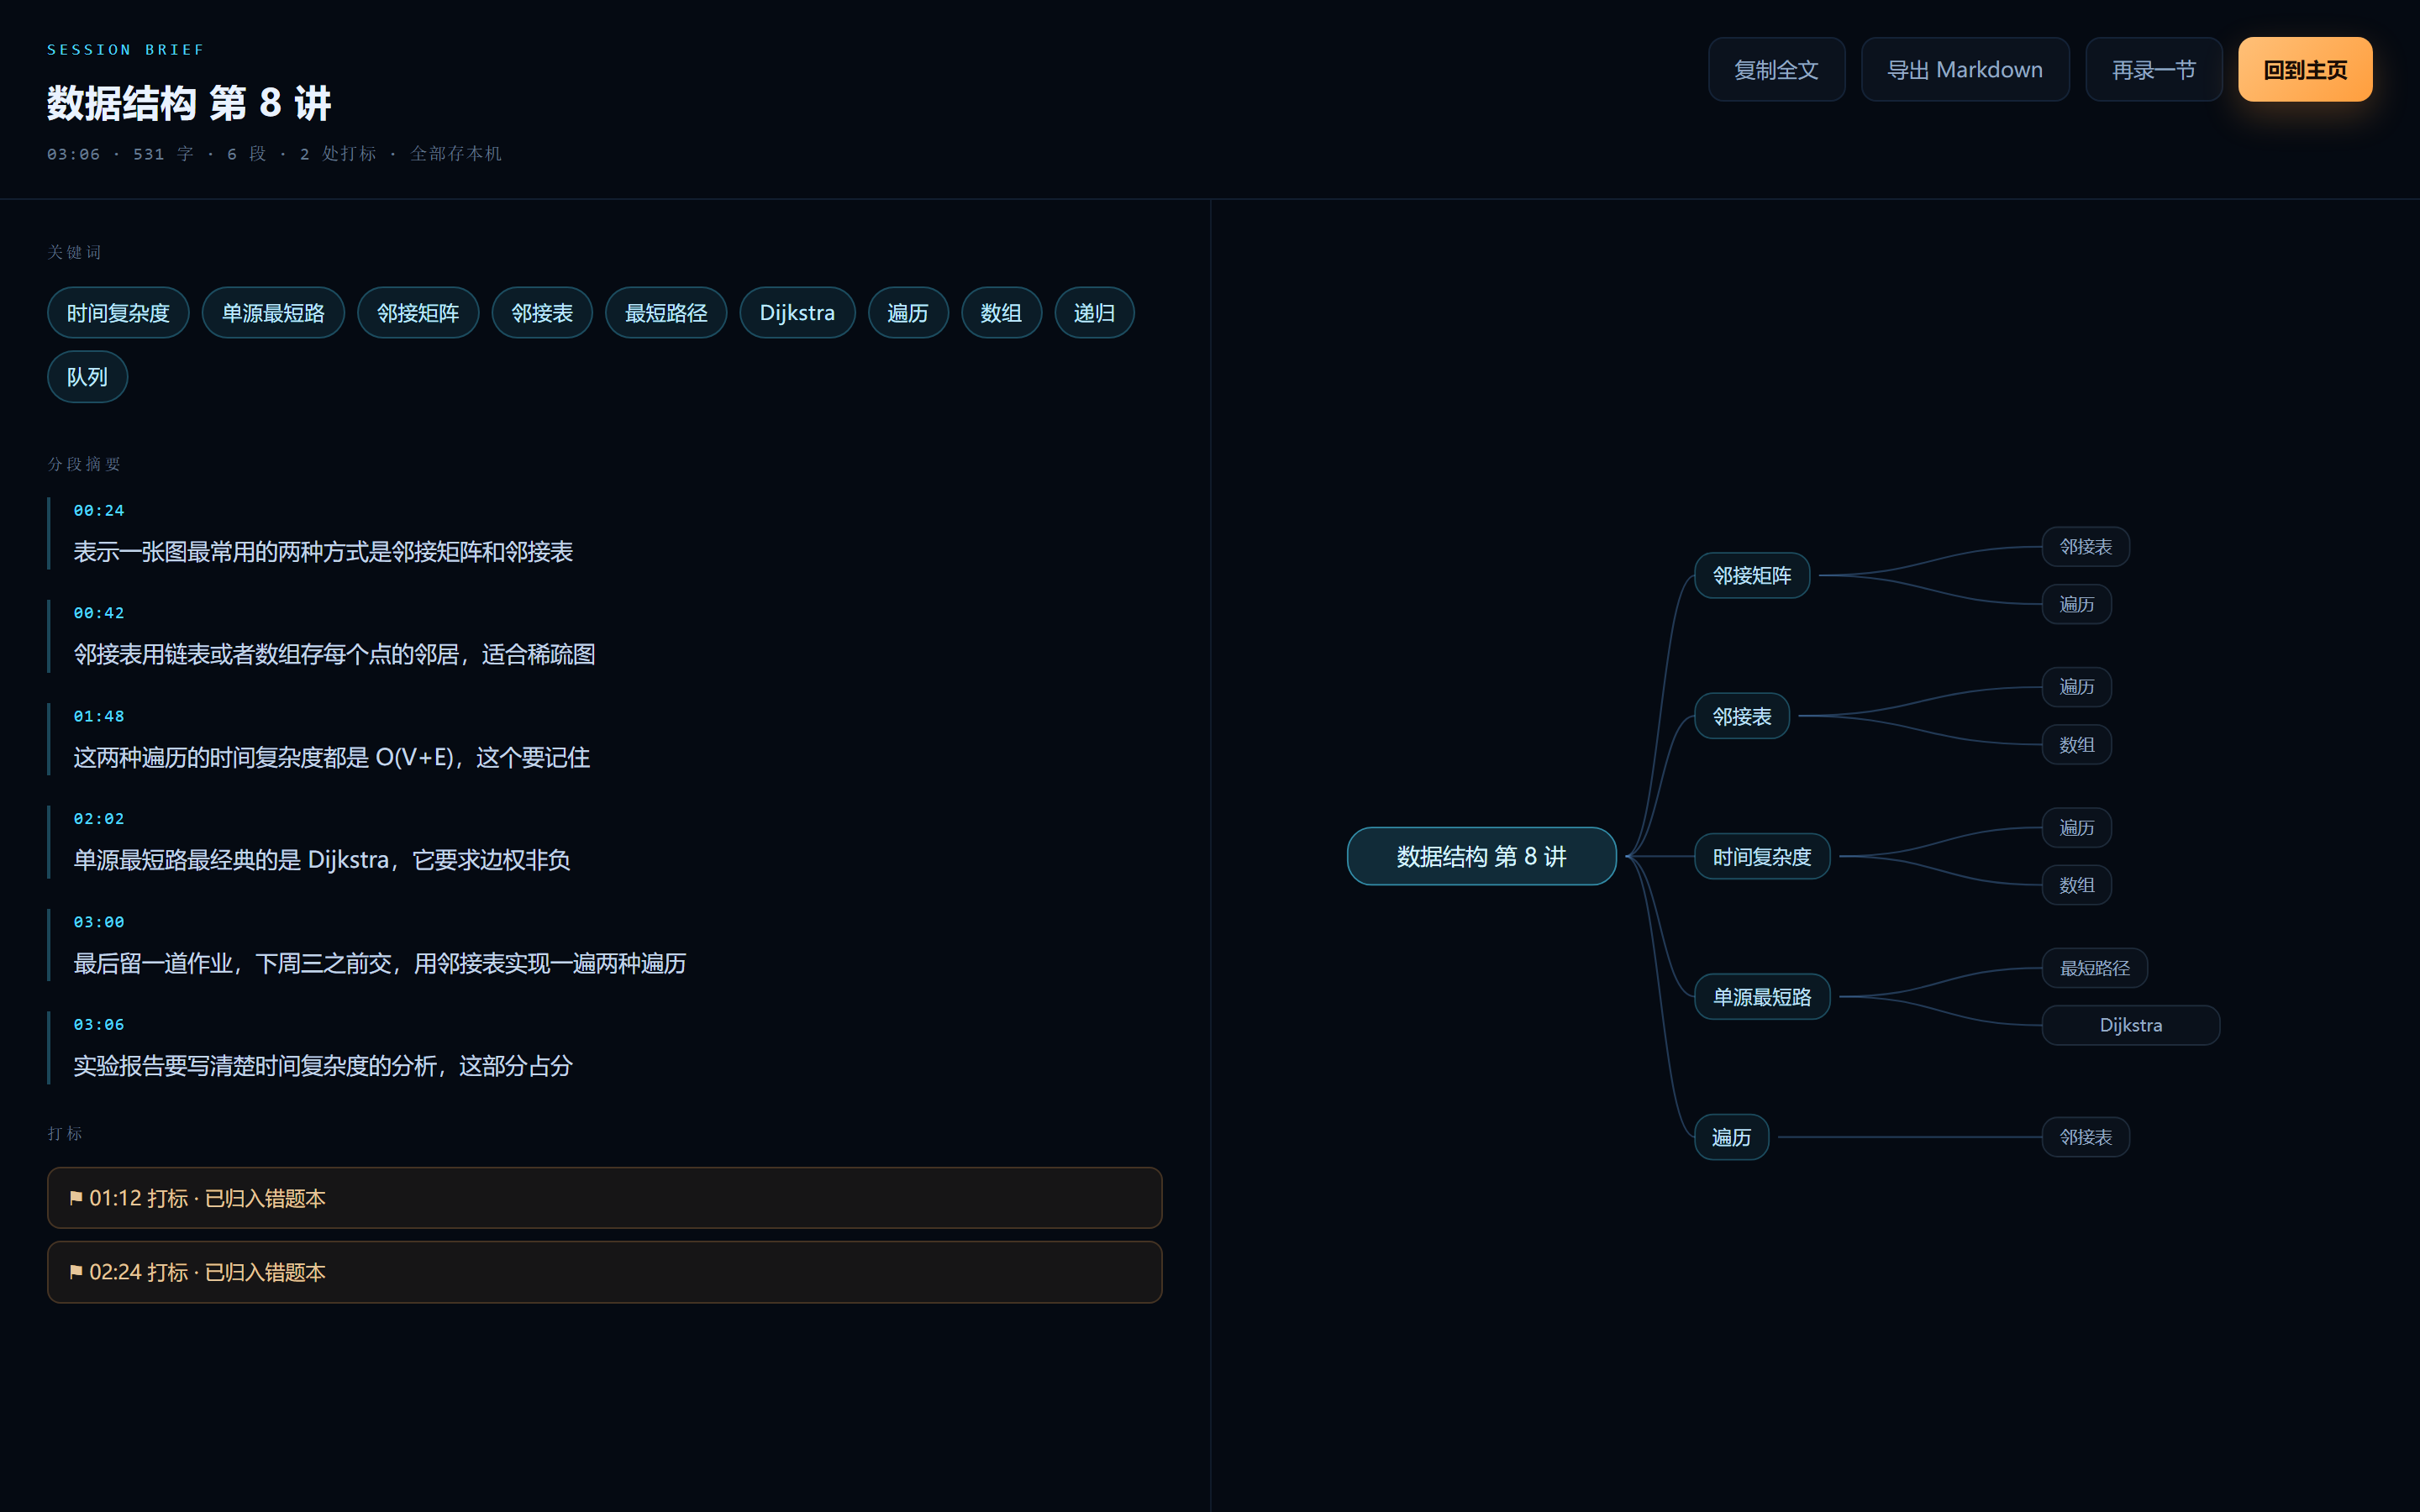 SESSION BRIEF
数据结构 第 8 讲
03:06 · 531 字 · 6 段 · 2 处打标 · 全部存本机
复制全文
导出 Markdown
再录一节
回到主页
关键词
时间复杂度
单源最短路
邻接矩阵
邻接表
最短路径
Dijkstra
遍历
数组
递归
队列
分段摘要
00:24
表示一张图最常用的两种方式是邻接矩阵和邻接表
00:42
邻接表用链表或者数组存每个点的邻居，适合稀疏图
01:48
这两种遍历的时间复杂度都是 O(V+E)，这个要记住
02:02
单源最短路最经典的是 Dijkstra，它要求边权非负
03:00
最后留一道作业，下周三之前交，用邻接表实现一遍两种遍历
03:06
实验报告要写清楚时间复杂度的分析，这部分占分
打标
⚑ 01:12 打标 · 已归入错题本
⚑ 02:24 打标 · 已归入错题本
数据结构 第 8 讲
邻接矩阵
邻接表
遍历
邻接表
遍历
数组
时间复杂度
遍历
数组
单源最短路
最短路径
Dijkstra
遍历
邻接表